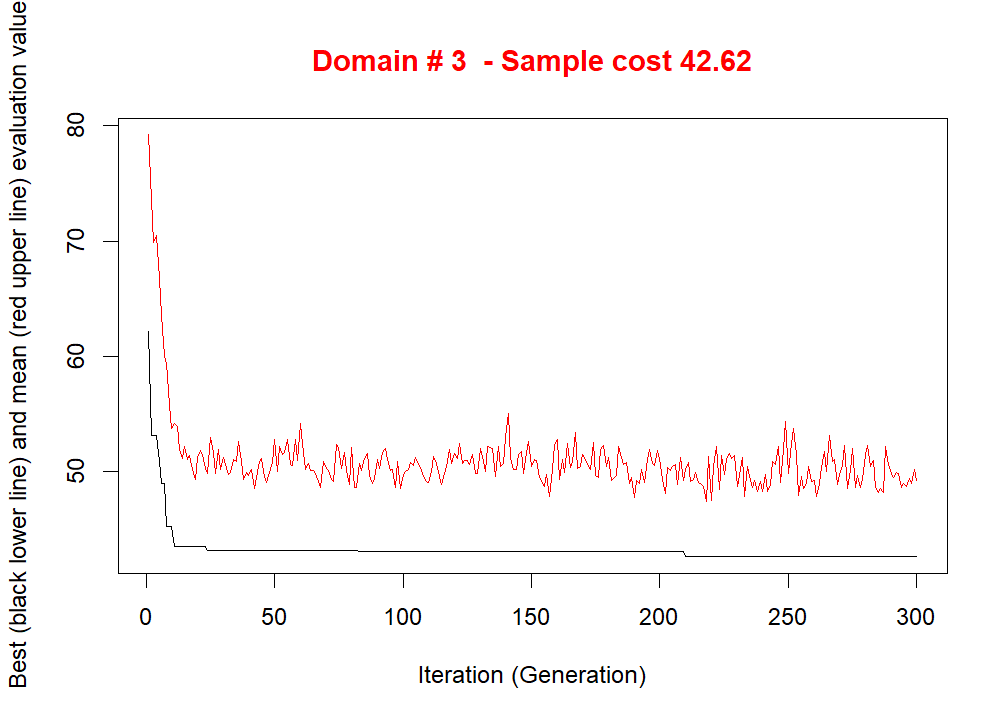 Domain # 3  - Sample cost 42.62
Best (black lower line) and mean (red upper line) evaluation value
80
70
60
50
0 50 100 150 200 250 300
Iteration (Generation)